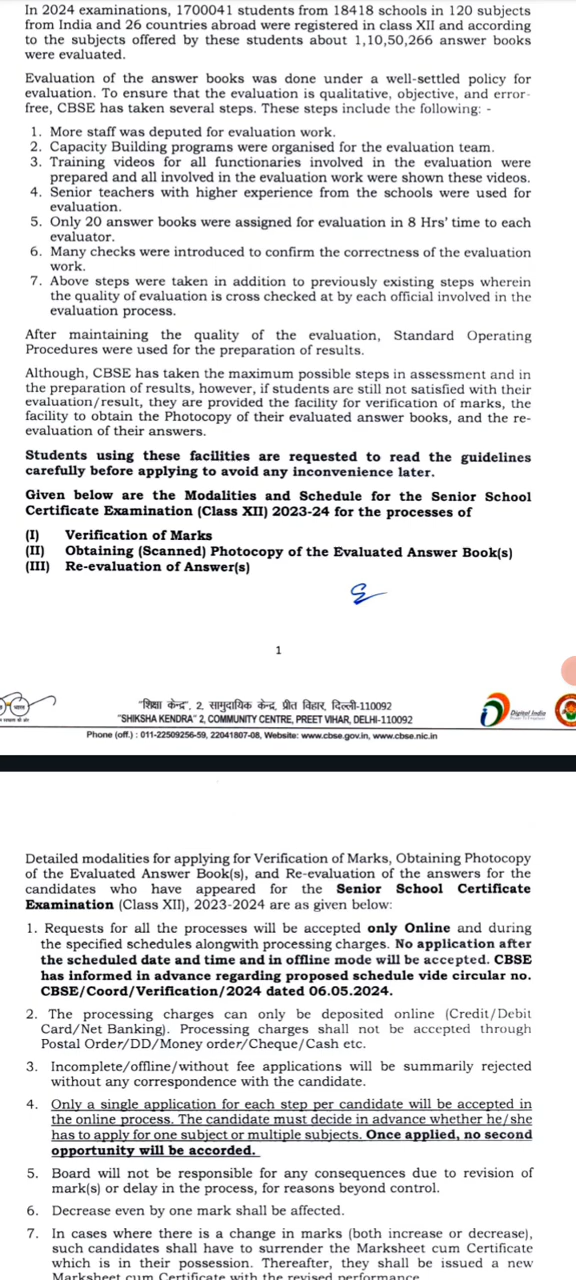 In 2024 examinations, 1700041 students from 18418 schools in 120 subjects
from India and 26 countries abroad were registered in class XII and according
to the subjects offered by these students about 1,10,50,266 answer books
were evaluated.
Evaluation of the answer books was done under a well-settled policy for
evaluation. To ensure that the evaluation is qualitative, objective, and error-
free, CBSE has taken several steps. These steps include the following: -
1. More staff was deputed for evaluation work.
2. Capacity Building programs were organised for the evaluation team.
3. Training videos for all functionaries involved in the evaluation were
prepared and all involved in the evaluation work were shown these videos.
4. Senior teachers with higher experience from the schools were used for
evaluation.
5. Only 20 answer books were assigned for evaluation in 8 Hrs' time to each
evaluator.
6. Many checks were introduced to confirm the correctness of the evaluation
work.
7. Above steps were taken in addition to previously existing steps wherein
the quality of evaluation is cross checked at by each official involved in the
evaluation process.
After maintaining the quality of the evaluation, Standard Operating
Procedures were used for the preparation of results.
Although, CBSE has taken the maximum possible steps in assessment and in
the preparation of results, however, if students are still not satisfied with their
evaluation/result, they are provided the facility for verification of marks, the
facility to obtain the Photocopy of their evaluated answer books, and the re-
evaluation of their answers.
Students using these facilities are requested to read the guidelines
carefully before applying to avoid any inconvenience later.
Given below are the Modalities and Schedule for the Senior School
Certificate Examination (Class XII) 2023-24 for the processes of
(I) Verification of Marks
(II) Obtaining (Scanned) Photocopy of the Evaluated Answer Book(s)
(III) Re-evaluation of Answer(s)
1
"शिक्षा केन्द्र", 2, सामुदायिक केन्द्र, प्रीत विहार, दिल्ली-110092
"SHIKSHA KENDRA" 2, COMMUNITY CENTRE, PREET VIHAR, DELHI-110092
Digital India
Phone (off.) : 011-22509256-59, 22041807-08, Website: www.cbse.gov.in, www.cbse.nic.in
Detailed modalities for applying for Verification of Marks, Obtaining Photocopy
of the Evaluated Answer Book(s), and Re-evaluation of the answers for the
candidates who have appeared for the Senior School Certificate
Examination (Class XII), 2023-2024 are as given below:
1. Requests for all the processes will be accepted only Online and during
the specified schedules alongwith processing charges. No application after
the scheduled date and time and in offline mode will be accepted. CBSE
has informed in advance regarding proposed schedule vide circular no.
CBSE/Coord/Verification/2024 dated 06.05.2024.
2. The processing charges can only be deposited online (Credit/Debit
Card/Net Banking). Processing charges shall not be accepted through
Postal Order/DD/Money order/Cheque/Cash etc.
3. Incomplete/offline/without fee applications will be summarily rejected
without any correspondence with the candidate.
4. Only a single application for each step per candidate will be accepted in
the online process. The candidate must decide in advance whether he/she
has to apply for one subject or multiple subjects. Once applied, no second
opportunity will be accorded.
5. Board will not be responsible for any consequences due to revision of
mark(s) or delay in the process, for reasons beyond control.
6. Decrease even by one mark shall be affected.
7. In cases where there is a change in marks (both increase or decrease),
such candidates shall have to surrender the Marksheet cum Certificate
which is in their possession. Thereafter, they shall be issued a new
Marksheet cum Certificate with the revised performance